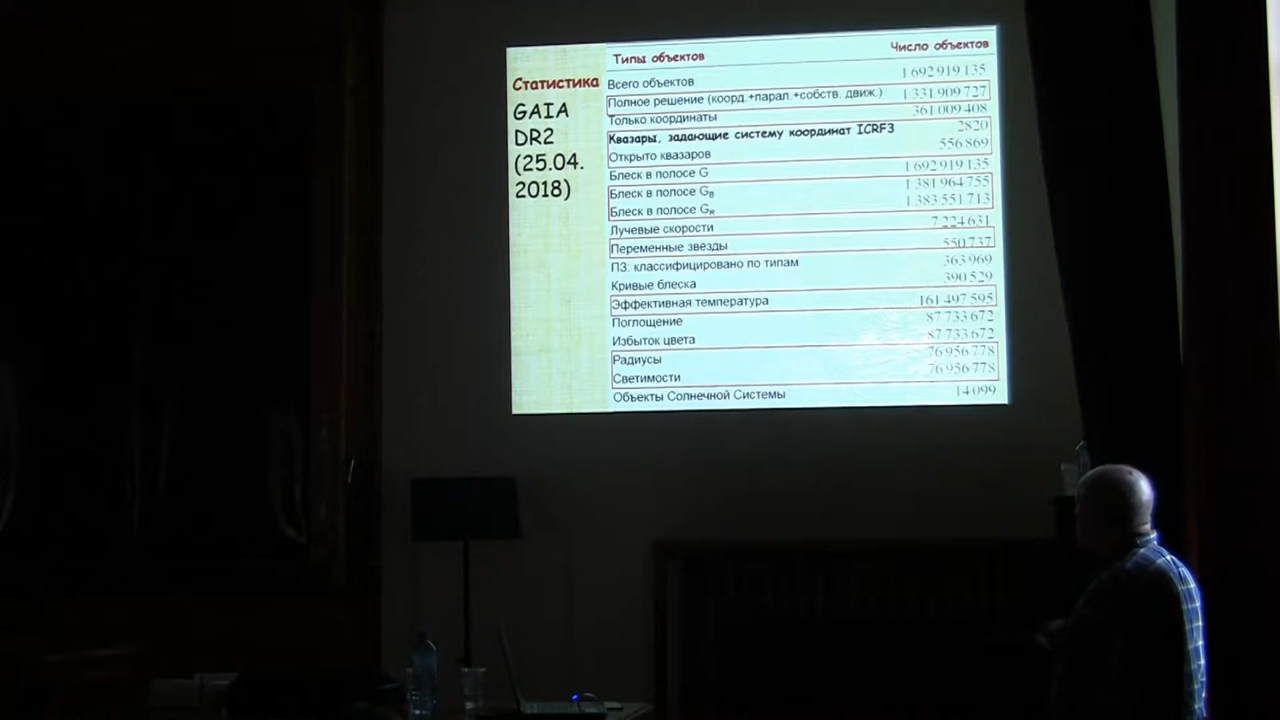 Статистика
GAIA
DR2
(25.04.
2018)
Типы объектов Число объектов
Всего объектов 1 692 919 135
Полное решение (коорд.+парал.+собств. движ.) 1 331 909 727
Только координаты 361 009 408
Квазары, задающие систему координат ICRF3 2820
Открыто квазаров 556 869
Блеск в полосе G 1 692 919 135
Блеск в полосе GB 1 381 964 755
Блеск в полосе GR 1 383 551 713
Лучевые скорости 7 224 631
Переменные звезды 550 737
ПЗ: классифицировано по типам 363 969
Кривые блеска 390 529
Эффективная температура 161 497 595
Поглощение 87 733 672
Избыток цвета 87 733 672
Радиусы 76 956 778
Светимости 76 956 778
Объекты Солнечной Системы 14 099